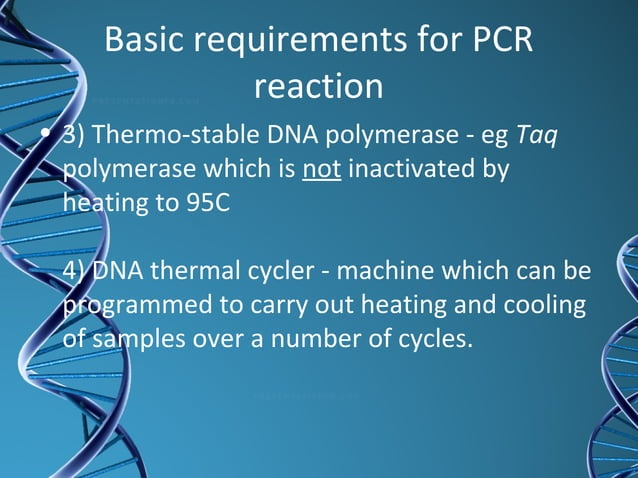 Basic requirements for PCR
reaction
• 3) Thermo-stable DNA polymerase - eg Taq
polymerase which is not inactivated by
heating to 95C
4) DNA thermal cycler - machine which can be
programmed to carry out heating and cooling
of samples over a number of cycles.